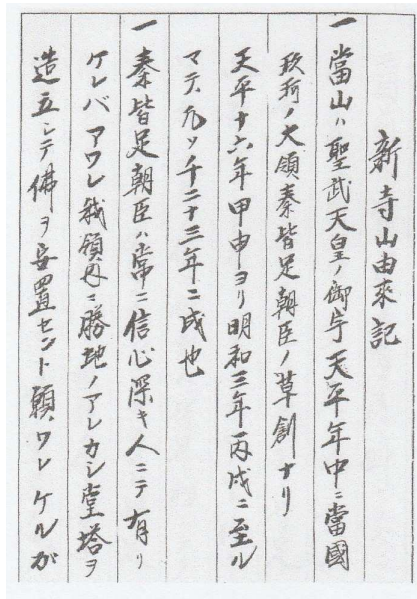 新寺山由來記
一 當山ハ聖武天皇ノ御宇天平年中ニ當國
玖珂ノ大領秦皆足朝臣ノ草創ナリ
天平十六年甲申ヨリ明和三年丙戌ニ至ル
マテ凡ソ千二十三年ニ成也
一 秦皆足朝臣ハ常ニ信心深キ人ニテ有リ
ケレバアワレ我領内ニ勝地ノアレカシ堂塔ヲ
造立シテ佛ヲ安置セント願ワレケルガ